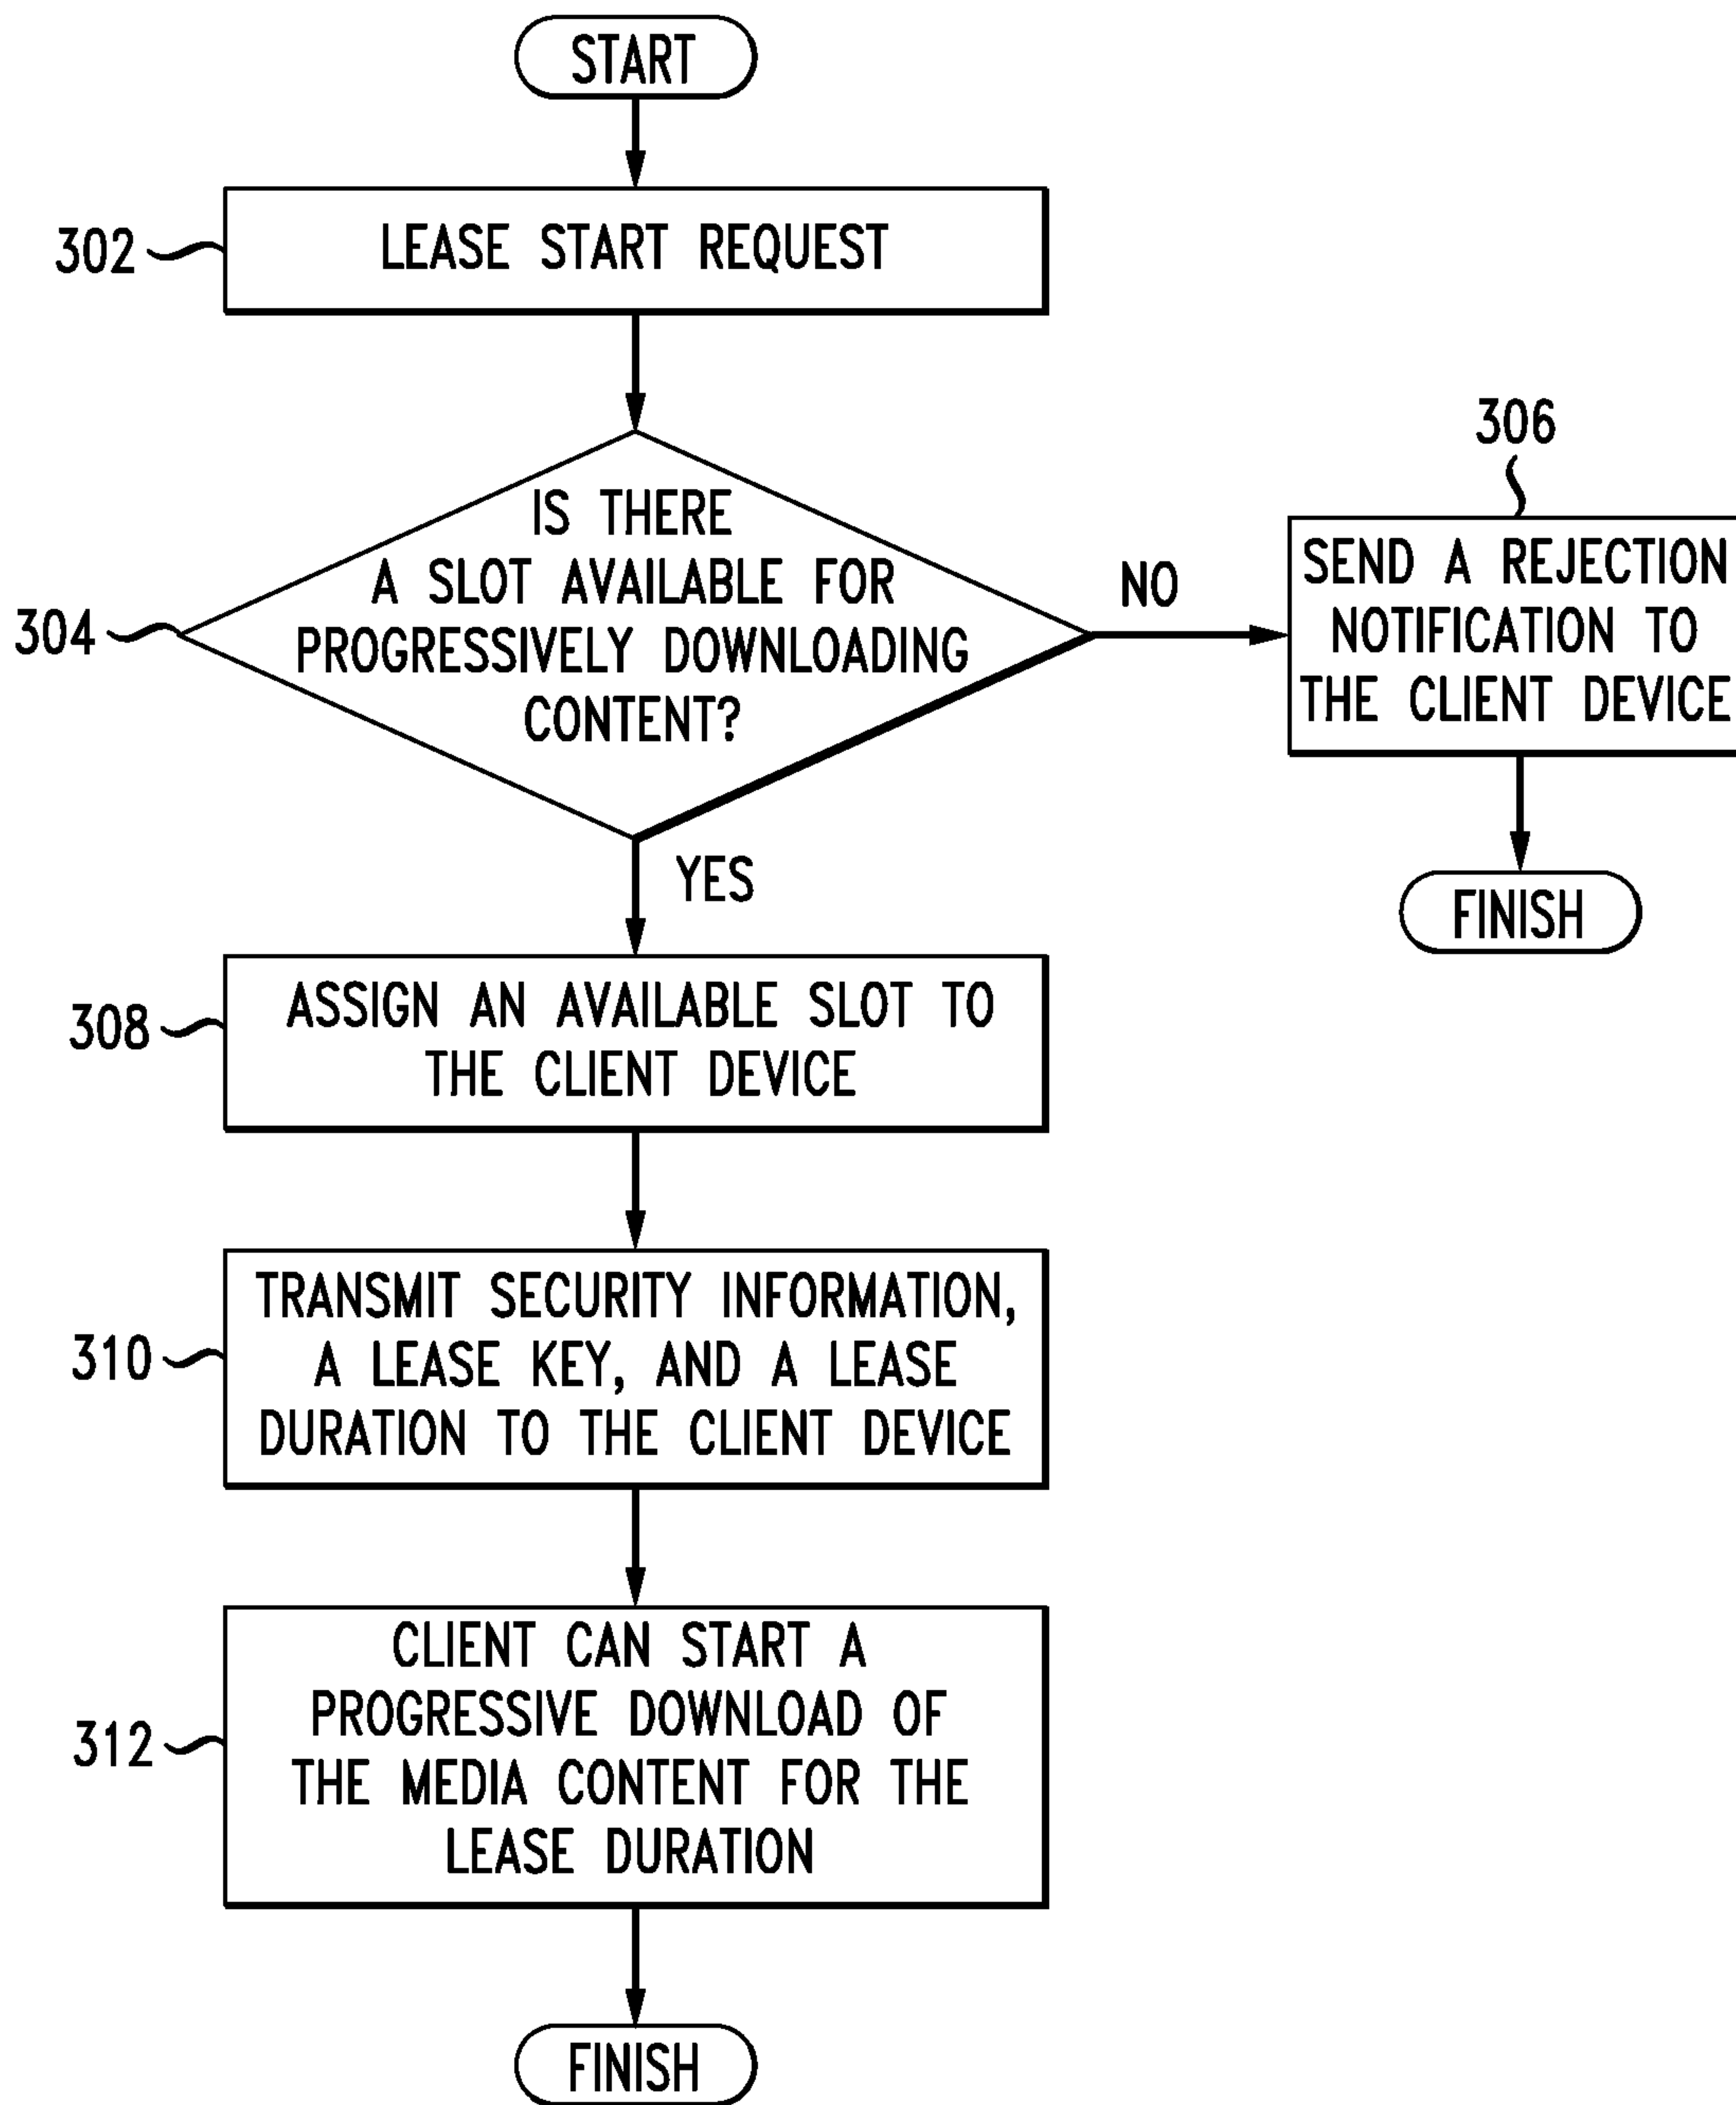 START
302
LEASE START REQUEST
304
IS THERE
A SLOT AVAILABLE FOR
PROGRESSIVELY DOWNLOADING
CONTENT?
NO
306
SEND A REJECTION
NOTIFICATION TO
THE CLIENT DEVICE
FINISH
YES
308
ASSIGN AN AVAILABLE SLOT TO
THE CLIENT DEVICE
310
TRANSMIT SECURITY INFORMATION,
A LEASE KEY, AND A LEASE
DURATION TO THE CLIENT DEVICE
312
CLIENT CAN START A
PROGRESSIVE DOWNLOAD OF
THE MEDIA CONTENT FOR THE
LEASE DURATION
FINISH